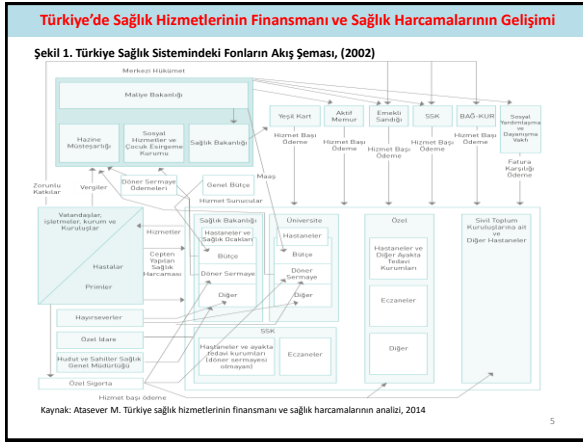 Türkiye'de Sağlık Hizmetlerinin Finansmanı ve Sağlık Harcamalarının Gelişimi
Şekil 1. Türkiye Sağlık Sistemindeki Fonların Akış Şeması, (2002)
Merkezi Hükümet
Maliye Bakanlığı
Hazine
Müsteşarlığı
Sosyal
Hizmetler ve
Çocuk Esirgeme
Kurumu
Sağlık Bakanlığı
Yeşil Kart
Aktif
Memur
Emekli
Sandığı
SSK
BAĞ-KUR
Sosyal
Yardımlaşma
ve
Dayanışma
Vakfı
Hizmet Başı
Ödeme
Hizmet Başı
Ödeme
Hizmet Başı
Ödeme
Hizmet Başı
Ödeme
Hizmet Başı
Ödeme
Fatura
Karşılığı
Ödeme
Zorunlu
Katkılar
Vergiler
Döner Sermaye
Ödemeleri
Genel Bütçe
Maaş
Hizmet Sunucular
Vatandaşlar,
işletmeler, kurum ve
Kuruluşlar
Hastalar
Primler
Hizmetler
Cepten
Yapılan
Sağlık
Harcaması
Sağlık Bakanlığı
Hastaneler ve
Sağlık Ocakları
Bütçe
Döner Sermaye
Diğer
Üniversite
Hastaneler
Bütçe
Döner
Sermaye
Diğer
Özel
Hastaneler ve
Diğer Ayakta
Tedavi
Kurumları
Eczaneler
Diğer
Sivil Toplum
Kuruluşlarına ait
ve
Diğer Hastaneler
Hayırseverler
Özel İdare
Hudut ve Sahiller Sağlık
Genel Müdürlüğü
Özel Sigorta
SSK
Hastaneler ve ayakta
tedavi kurumları
(döner sermayesi
olmayan)
Eczaneler
Hizmet başı ödeme
Kaynak: Atasever M. Türkiye sağlık hizmetlerinin finansmanı ve sağlık harcamalarının analizi, 2014
5